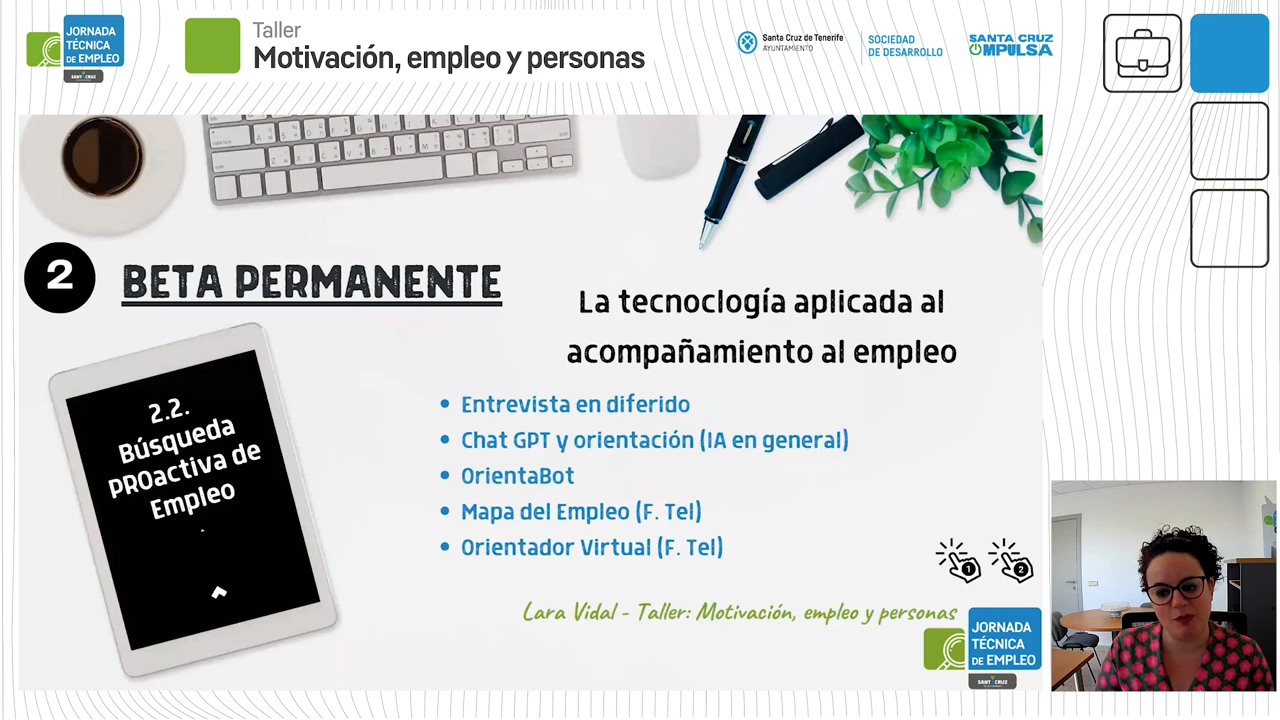 JORNADA
TÉCNICA
DE EMPLEO
SANTACRUZ
Taller
Motivación, empleo y personas
Santa Cruz de Tenerife
AYUNTAMIENTO
SOCIEDAD
DE DESARROLLO
SANTA CRUZ
OMPULSA
2
BETA PERMANENTE
La tecnoclogía aplicada al
acompañamiento al empleo
2.2.
Búsqueda
PROactiva de
Empleo
• Entrevista en diferido
• Chat GPT y orientación (IA en general)
• OrientaBot
• Mapa del Empleo (F. Tel)
• Orientador Virtual (F. Tel)
1
2
Lara Vidal - Taller: Motivación, empleo y personas
JORNADA
TÉCNICA
DE EMPLEO
SANTACRUZ